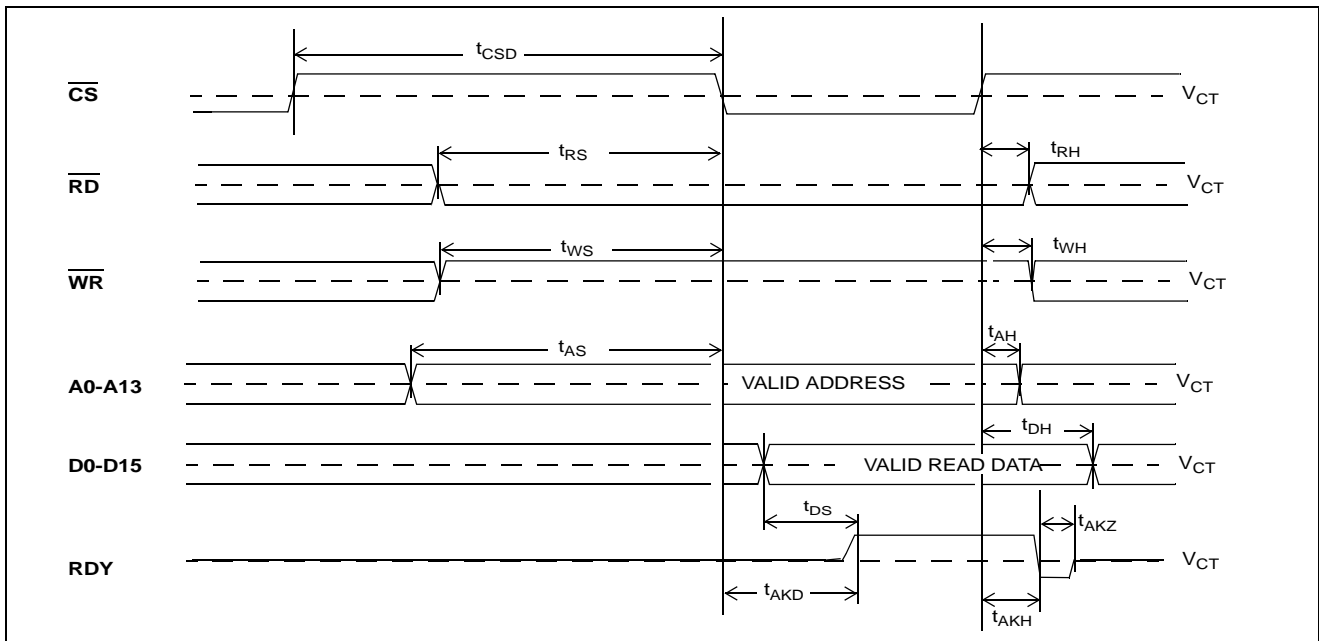 tCSD
CS VCT
tRS tRH
RD VCT
tWS tWH
WR VCT
tAS tAH
A0-A13 VALID ADDRESS VCT
tDH
D0-D15 VALID READ DATA VCT
tDS tAKZ
RDY VCT
tAKD tAKH